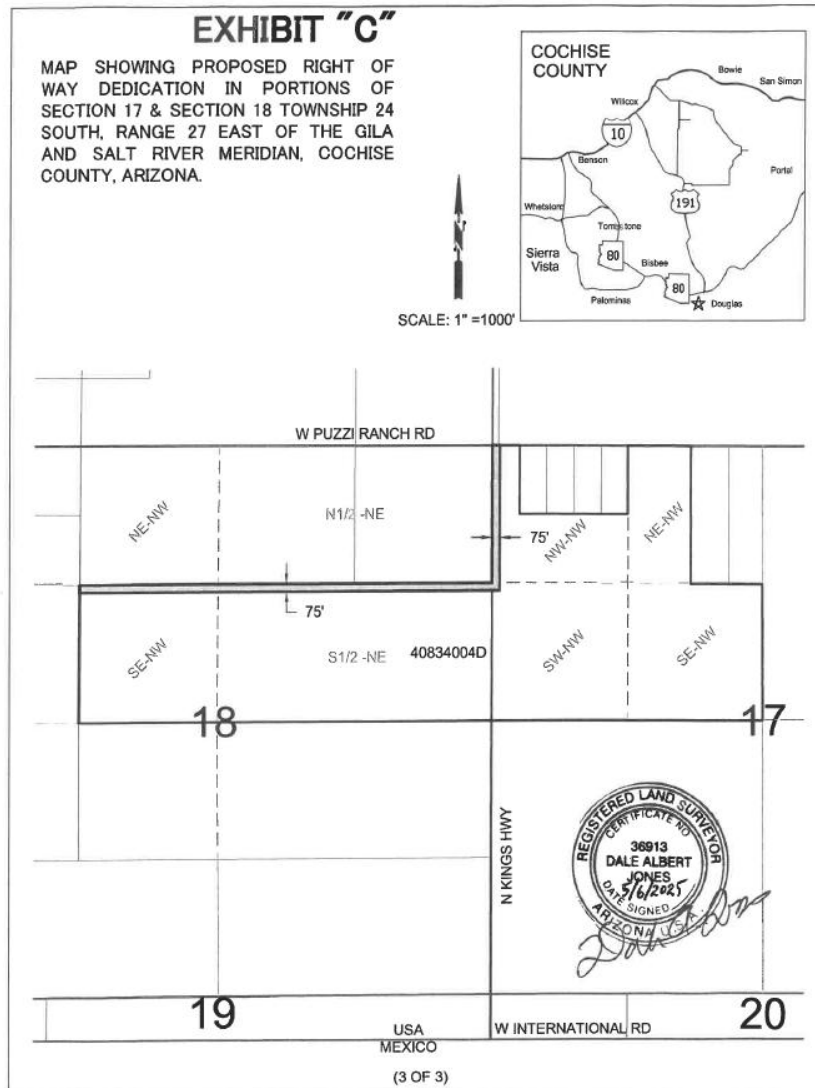 EXHIBIT "C"
MAP SHOWING PROPOSED RIGHT OF
WAY DEDICATION IN PORTIONS OF
SECTION 17 & SECTION 18 TOWNSHIP 24
SOUTH, RANGE 27 EAST OF THE GILA
AND SALT RIVER MERIDIAN, COCHISE
COUNTY, ARIZONA.
N
SCALE: 1" =1000'
COCHISE
COUNTY
Bowie
San Simon
Willcox
10
Benson
Portal
191
Whetstone
Tombstone
80
Sierra
Vista
Bisbee
80
Palominas
Douglas
W PUZZI RANCH RD
NE-NW
N1/2 -NE
75'
NW-NW
NE-NW
75'
SE-NW
S1/2 -NE
40834004D
SW-NW
SE-NW
18
17
N KINGS HWY
REGISTERED LAND SURVEYOR
CERTIFICATE NO
36913
DALE ALBERT
JONES
5/6/2025
DATE SIGNED
ARIZONA U.S.A.
19
20
USA
MEXICO
W INTERNATIONAL RD
(3 OF 3)